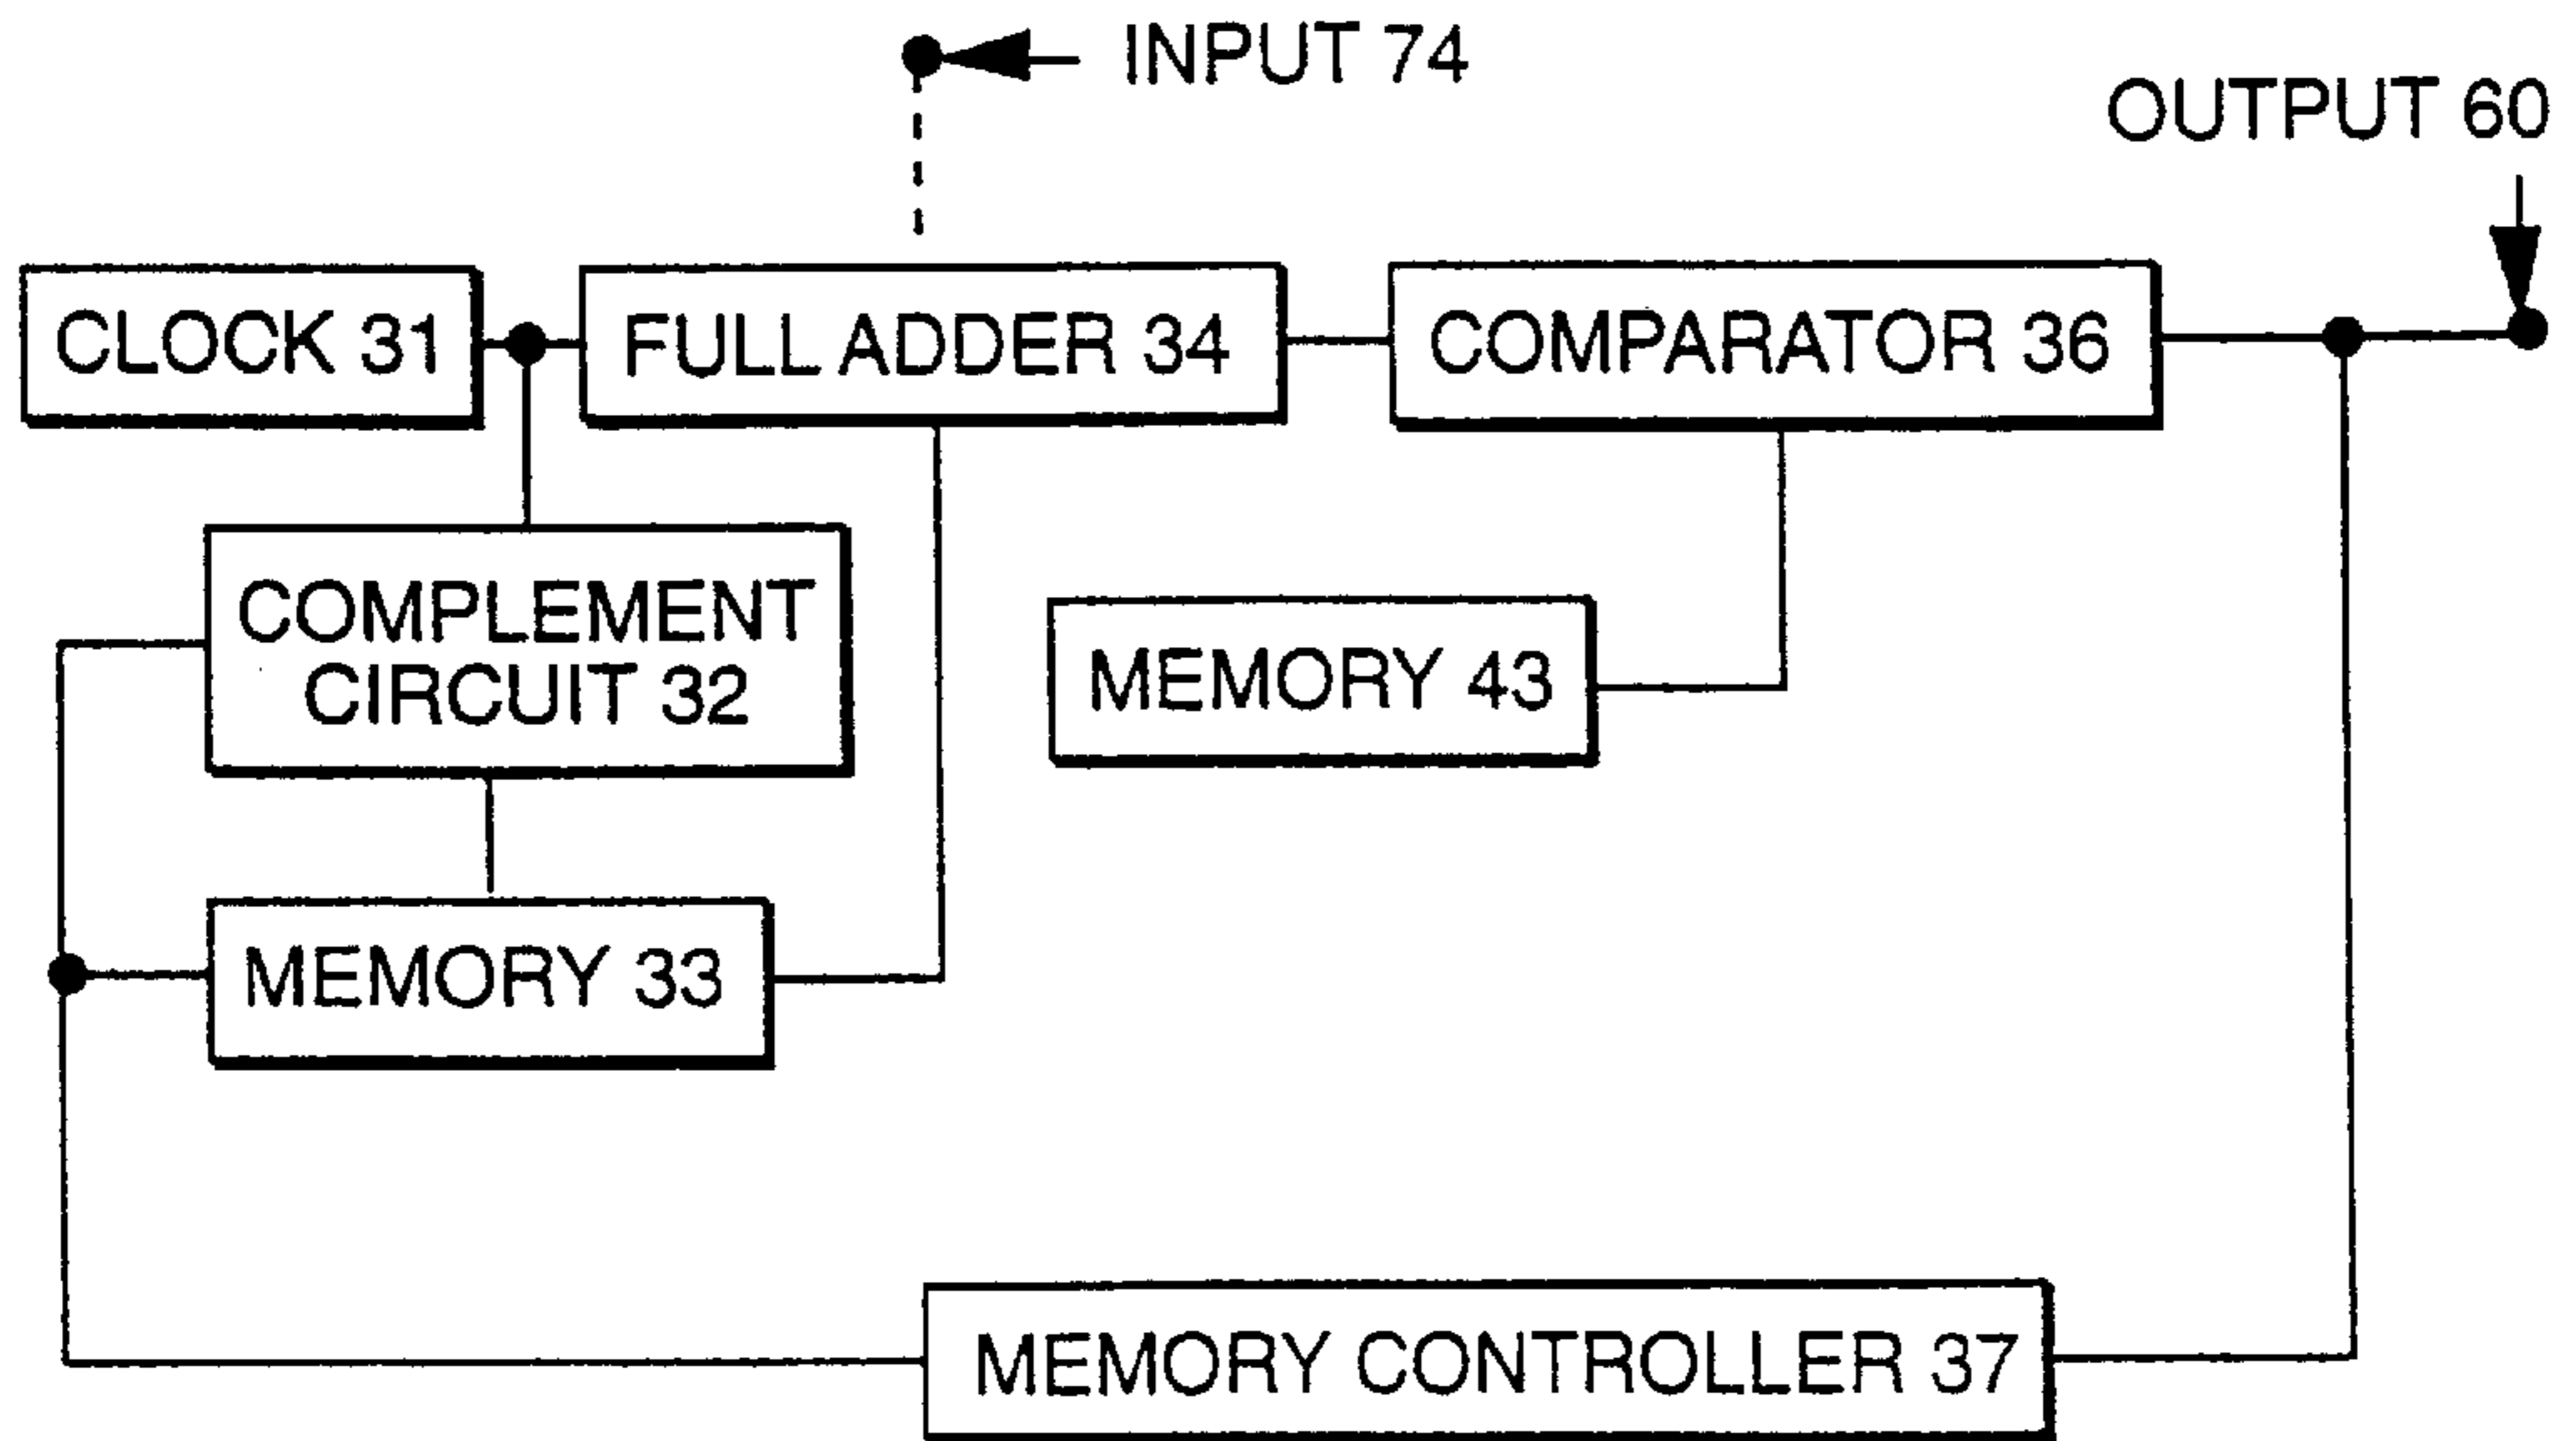 INPUT 74
OUTPUT 60
CLOCK 31
FULL ADDER 34
COMPARATOR 36
COMPLEMENT
CIRCUIT 32
MEMORY 43
MEMORY 33
MEMORY CONTROLLER 37